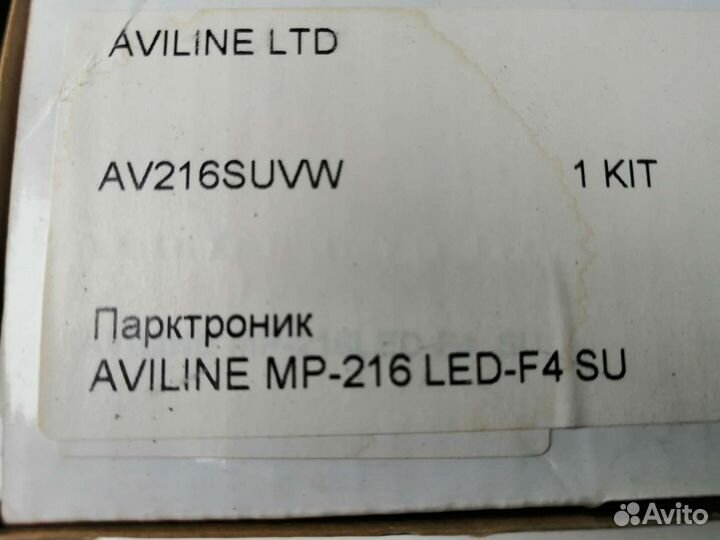 AVILINE LTD
AV216SUVW 1 KIT
Парктроник
AVILINE MP-216 LED-F4 SU
Avito